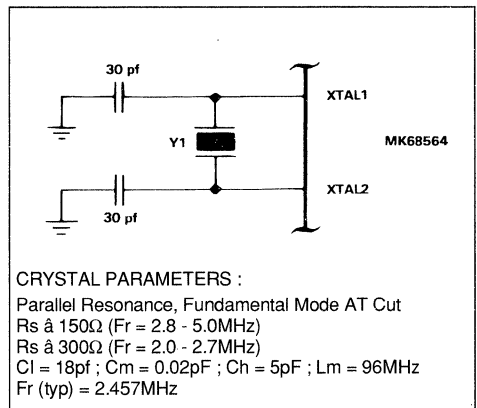 30 pf
XTAL1
Y1
MK68564
XTAL2
30 pf
CRYSTAL PARAMETERS :
Parallel Resonance, Fundamental Mode AT Cut
Rs â 150Ω (Fr = 2.8 - 5.0MHz)
Rs â 300Ω (Fr = 2.0 - 2.7MHz)
Cl = 18pf ; Cm = 0.02pF ; Ch = 5pF ; Lm = 96MHz
Fr (typ) = 2.457MHz